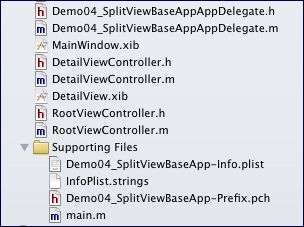 h Demo04_SplitViewBaseAppAppDelegate.h
m Demo04_SplitViewBaseAppAppDelegate.m
MainWindow.xib
h DetailViewController.h
m DetailViewController.m
DetailView.xib
h RootViewController.h
m RootViewController.m
Supporting Files
Demo04_SplitViewBaseApp-Info.plist
InfoPlist.strings
h Demo04_SplitViewBaseApp-Prefix.pch
m main.m